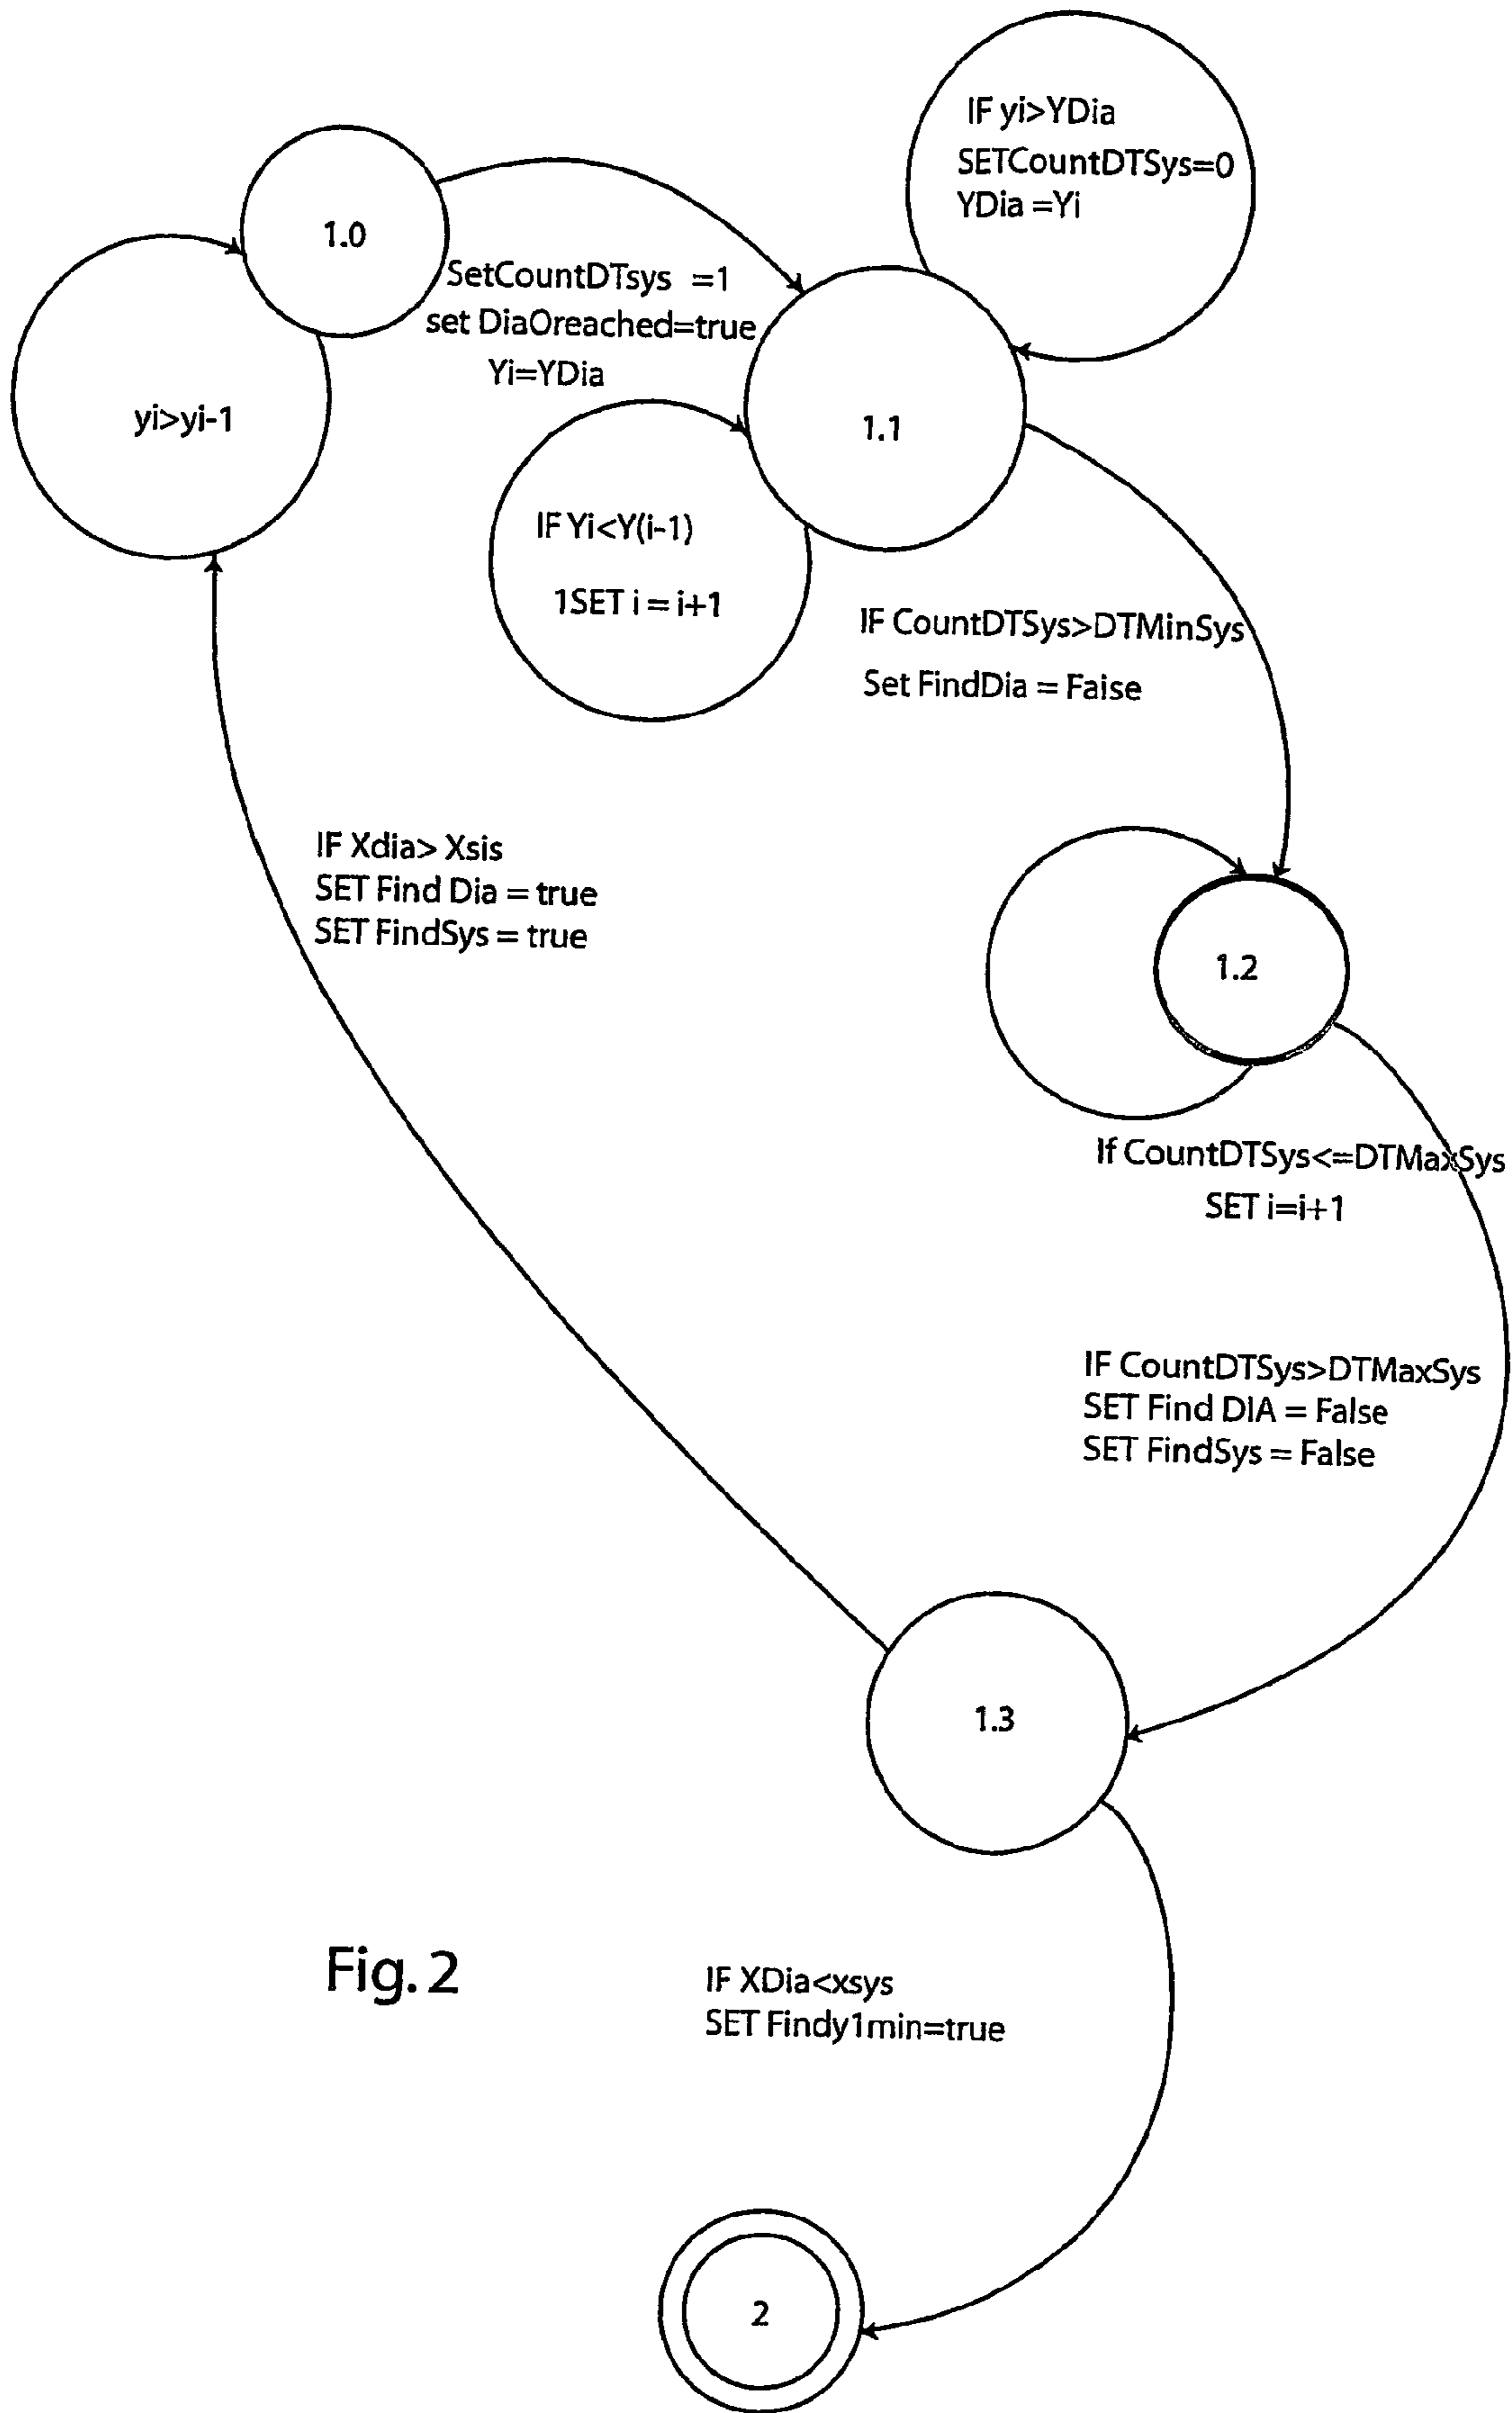 IF yi>YDia
SETCountDTSys=0
YDia =Yi
1.0
SetCountDTsys =1
set DiaOreached=true
Yi=YDia
yi>yi-1
1.1
IF Yi<Y(i-1)
1SET i = i+1
IF CountDTSys>DTMinSys
Set FindDia = Faise
IF Xdia> Xsis
SET Find Dia = true
SET FindSys = true
1.2
If CountDTSys<=DTMaxSys
SET i=i+1
IF CountDTSys>DTMaxSys
SET Find DIA = False
SET FindSys = False
1.3
Fig. 2
IF XDia<xsys
SET Findy1min=true
2